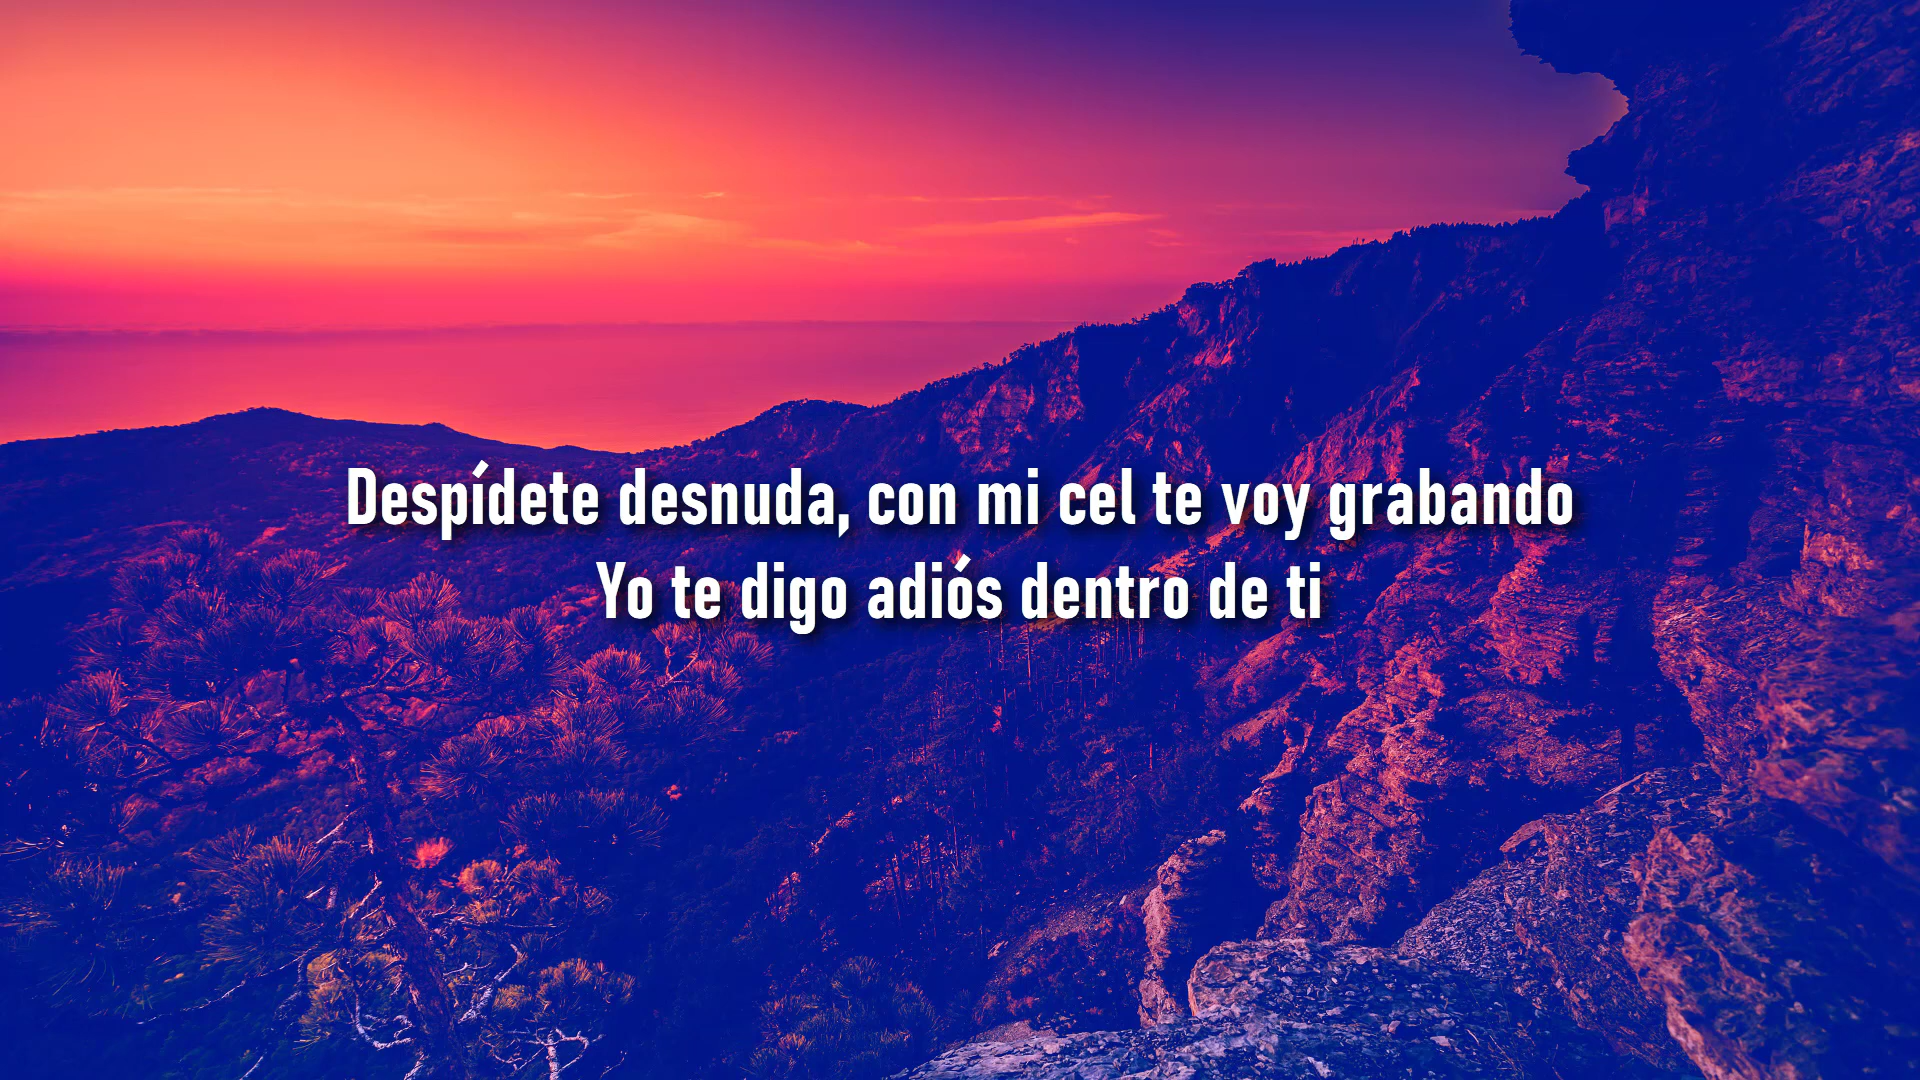 Despídete desnuda, con mi cel te voy grabando
Yo te digo adiós dentro de ti